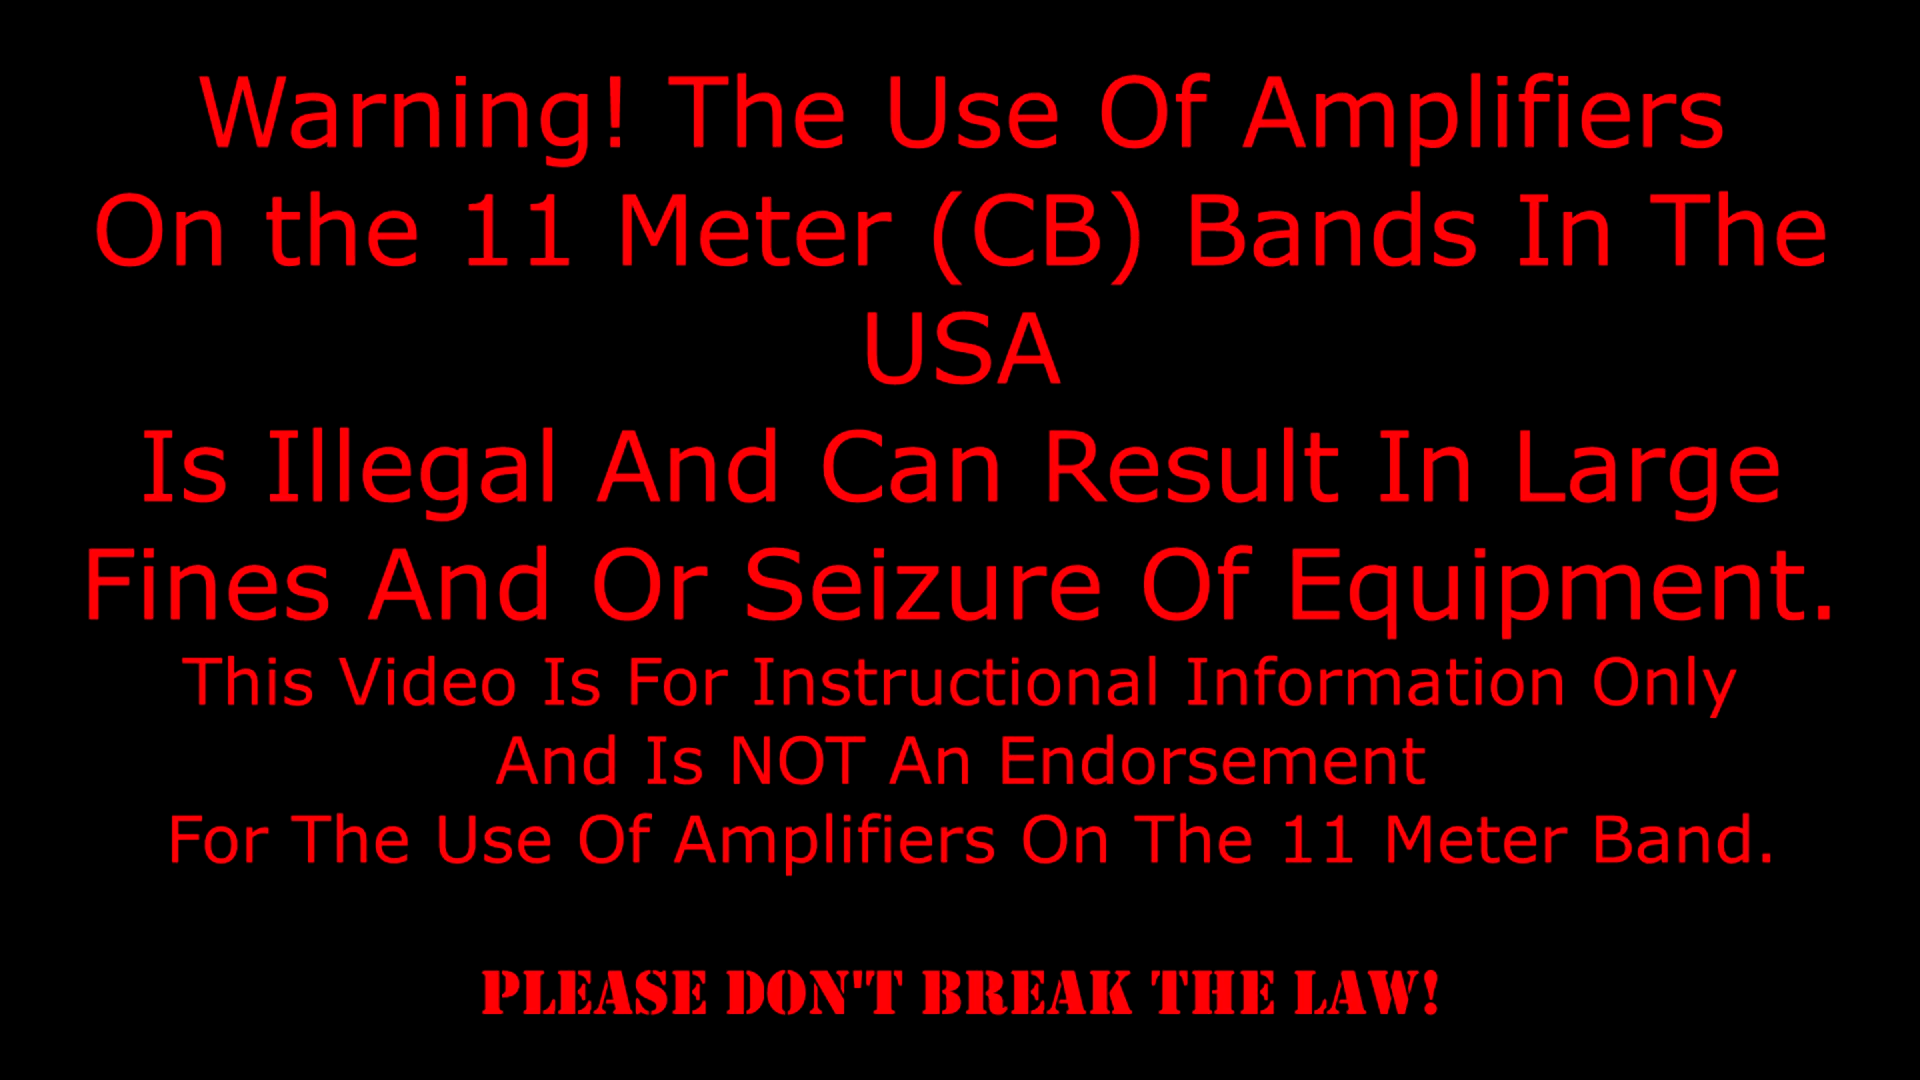 Warning! The Use Of Amplifiers
On the 11 Meter (CB) Bands In The
USA
Is Illegal And Can Result In Large
Fines And Or Seizure Of Equipment.
This Video Is For Instructional Information Only
And Is NOT An Endorsement
For The Use Of Amplifiers On The 11 Meter Band.
PLEASE DON'T BREAK THE LAW!